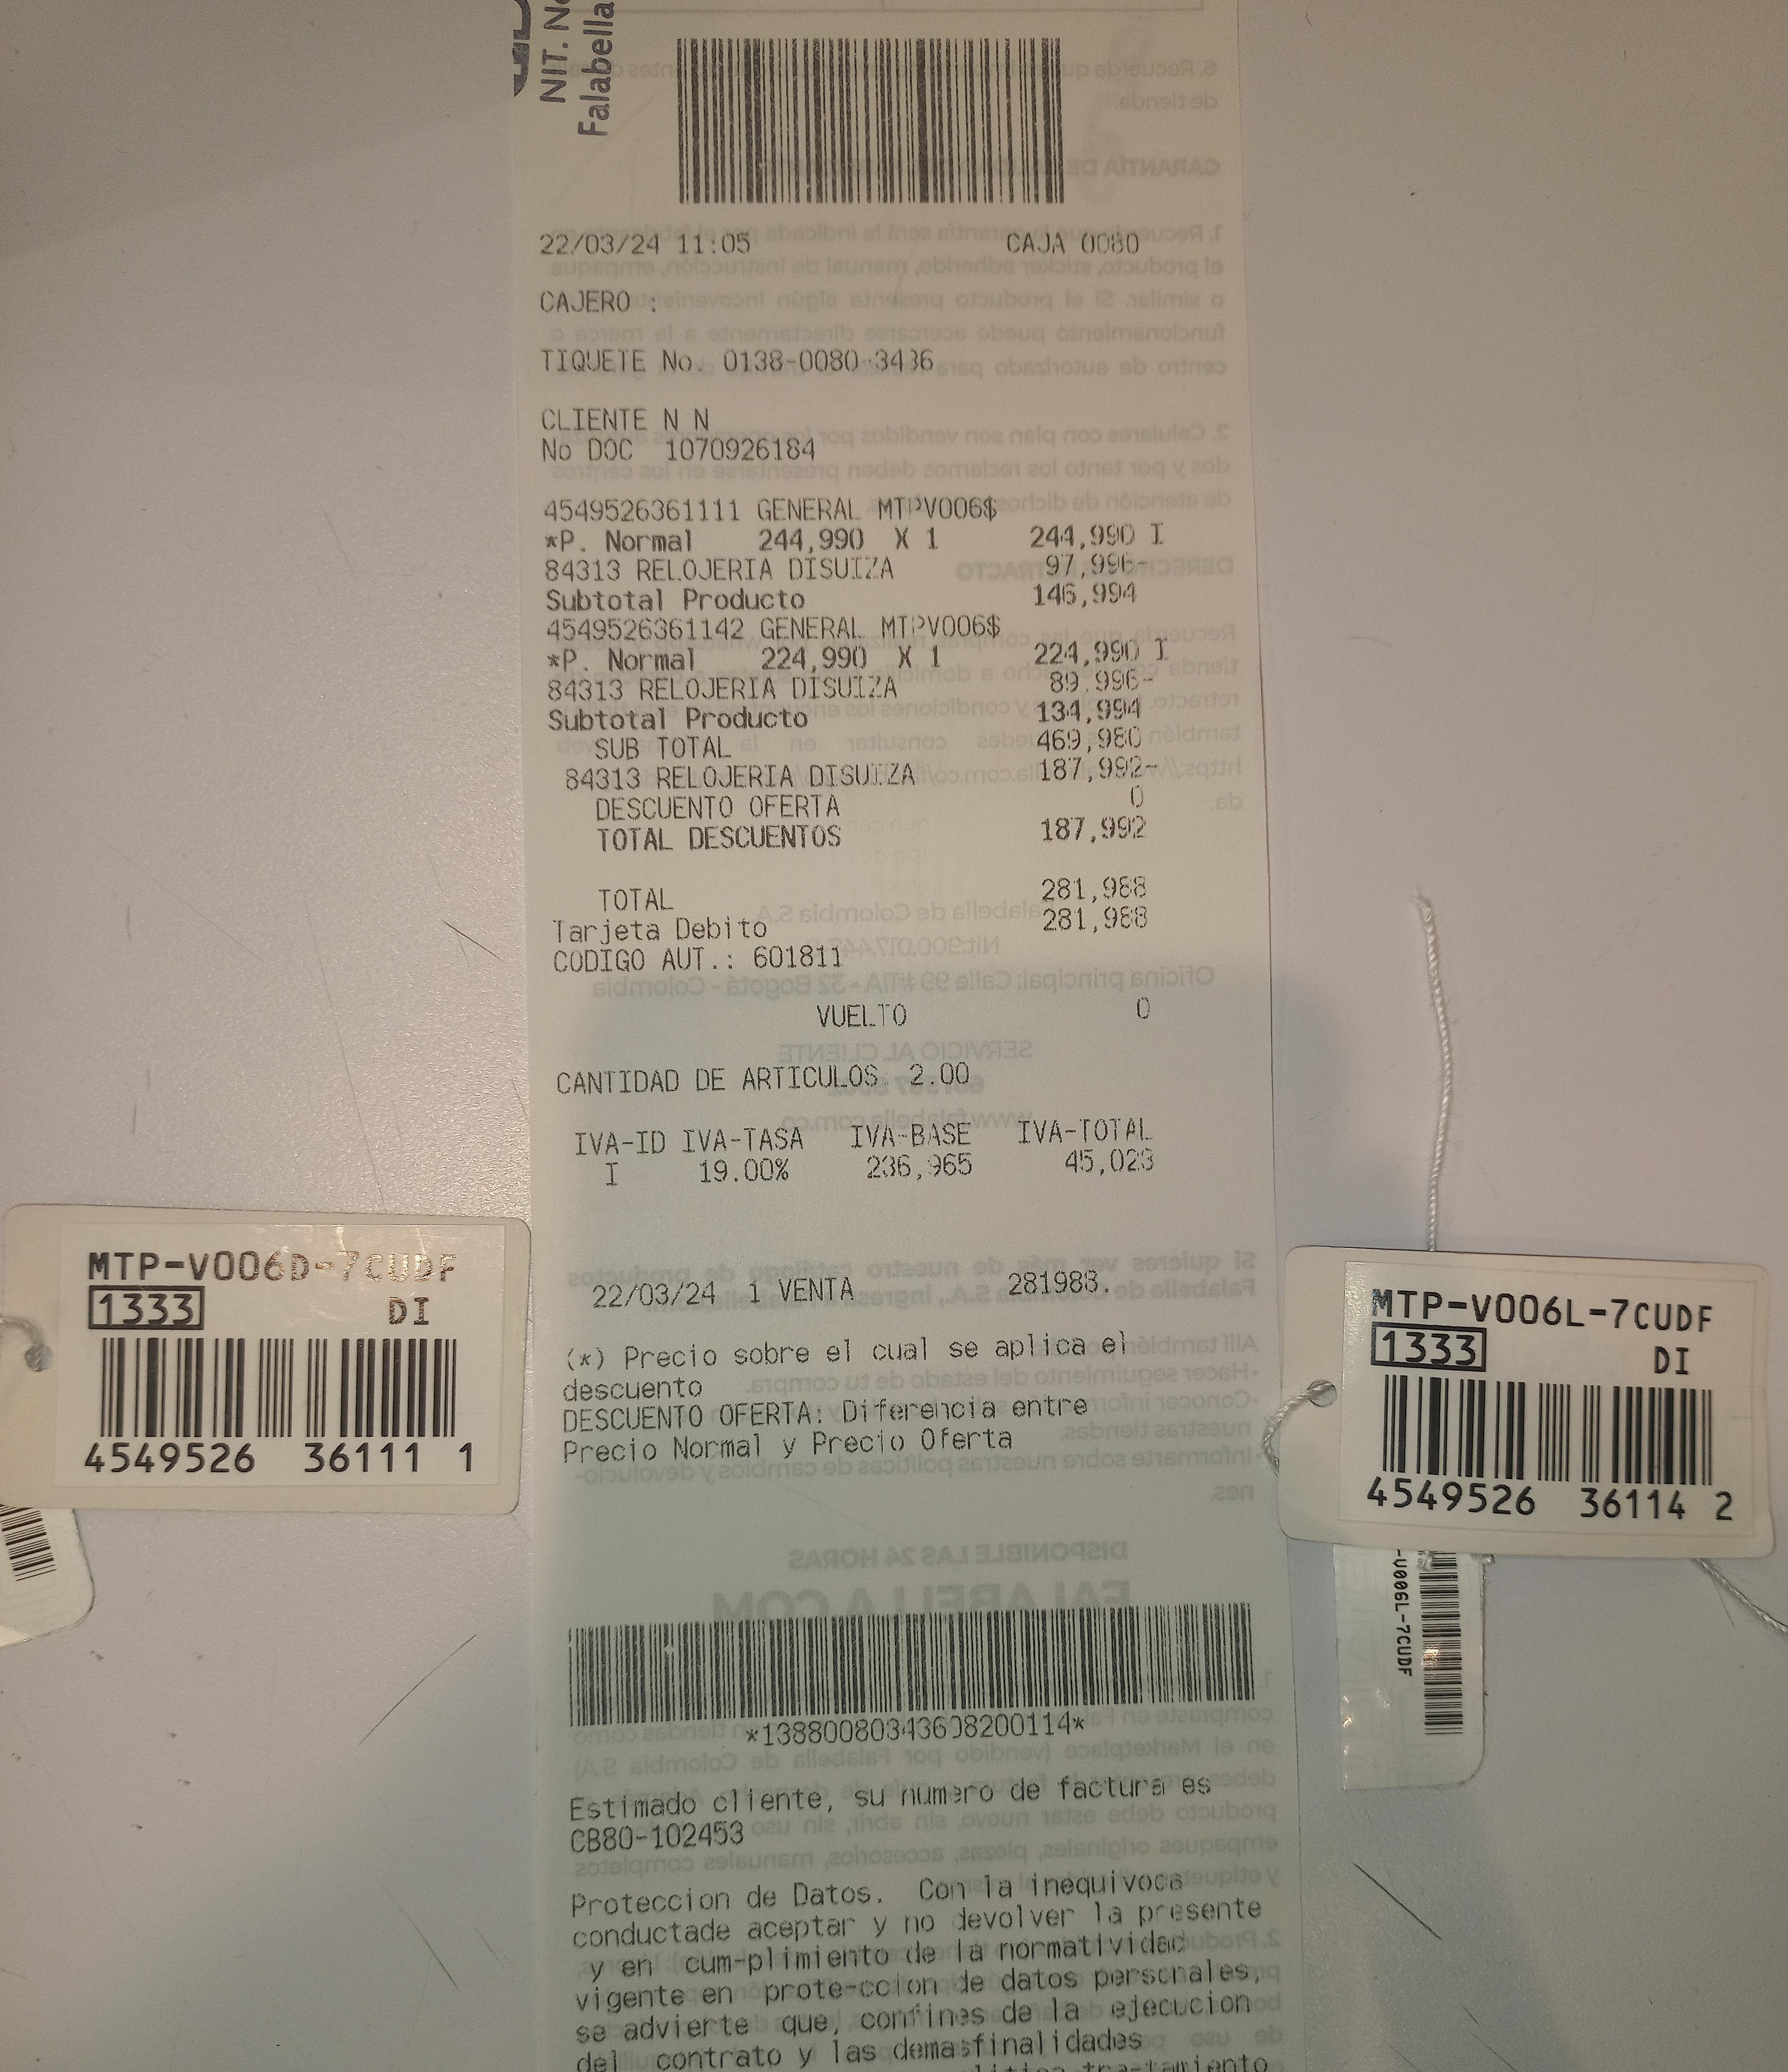 NIT. No
Falabella
22/03/24 11:05 CAJA 0080
CAJERO :
TIQUETE No. 0138-0080-3436
CLIENTE N N
No DOC 1070926184
4549526361111 GENERAL MTPV006$
*P. Normal 244,990 X 1 244,990 I
84313 RELOJERIA DISUIZA 97,996-
Subtotal Producto 146,994
4549526361142 GENERAL MTPV006$
*P. Normal 224,990 X 1 224,990 I
84313 RELOJERIA DISUIZA 89.996-
Subtotal Producto 134,994
SUB TOTAL 469,980
84313 RELOJERIA DISUIZA 187,992-
DESCUENTO OFERTA 0
TOTAL DESCUENTOS 187,992
TOTAL 281,988
Tarjeta Debito 281,988
CODIGO AUT.: 601811
VUELTO 0
CANTIDAD DE ARTICULOS 2.00
IVA-ID IVA-TASA IVA-BASE IVA-TOTAL
I 19.00% 236,965 45,023
22/03/24 1 VENTA 281988.
(*) Precio sobre el cual se aplica el
descuento
DESCUENTO OFERTA: Diferencia entre
Precio Normal y Precio Oferta
*13880080343608200114*
Estimado cliente, su numero de factura es
CB80-102453
Proteccion de Datos. Con la inequivoca
conductade aceptar y no devolver la presente
y en cum-plimiento de la normatividad
vigente en prote-ccion de datos personales,
se advierte que, confines de la ejecucion
del contrato y las demasfinalidades
MTP-V006D-7CUDF
1333 DI
4549526 36111 1
MTP-V006L-7CUDF
1333 DI
4549526 36114 2
-V006L-7CUDF